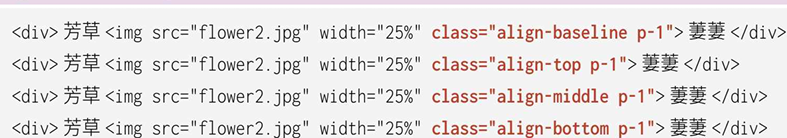 <div> 芳草 <img src="flower2.jpg" width="25%" class="align-baseline p-1"> 萋萋 </div>
<div> 芳草 <img src="flower2.jpg" width="25%" class="align-top p-1"> 萋萋 </div>
<div> 芳草 <img src="flower2.jpg" width="25%" class="align-middle p-1"> 萋萋 </div>
<div> 芳草 <img src="flower2.jpg" width="25%" class="align-bottom p-1"> 萋萋 </div>